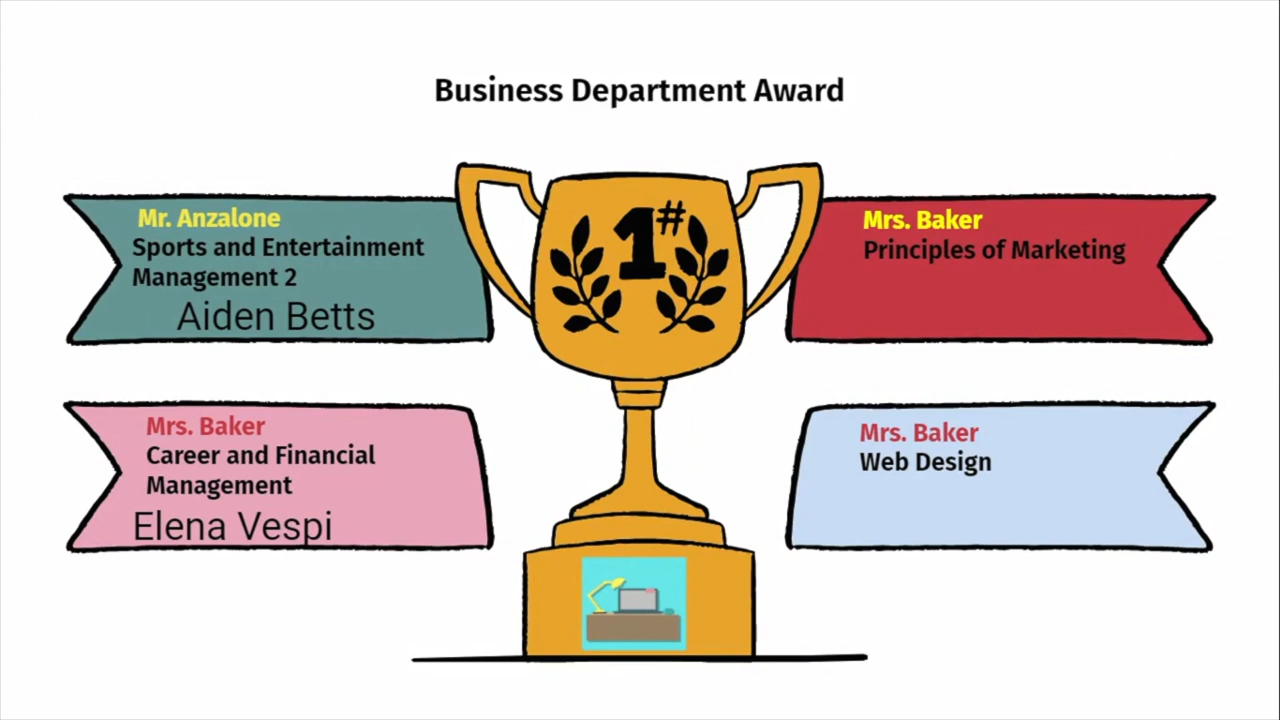 Business Department Award
Mr. Anzalone
Sports and Entertainment
Management 2
Aiden Betts
1#
Mrs. Baker
Principles of Marketing
Mrs. Baker
Career and Financial
Management
Elena Vespi
Mrs. Baker
Web Design